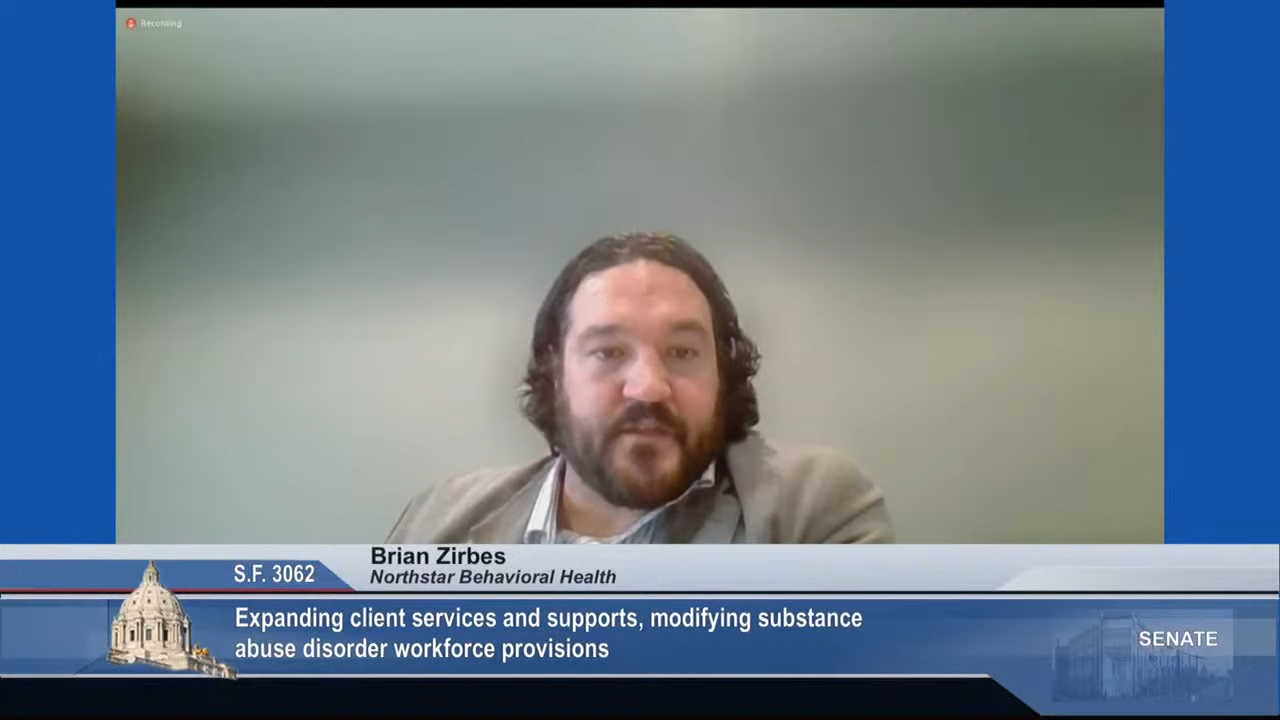 Recording
Brian Zirbes
S.F. 3062
Northstar Behavioral Health
Expanding client services and supports, modifying substance
abuse disorder workforce provisions
SENATE